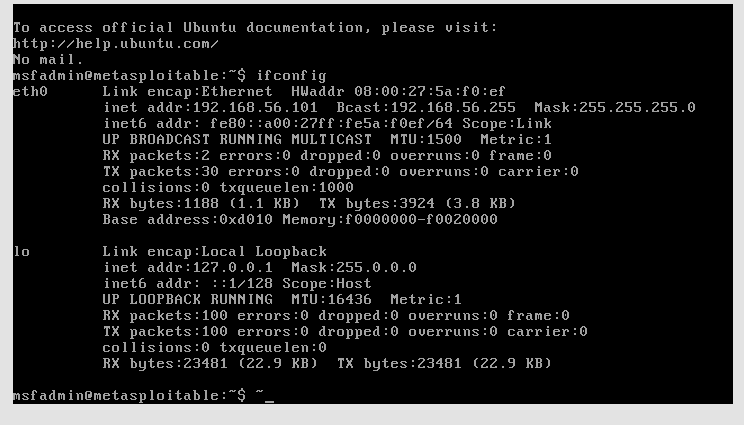 To access official Ubuntu documentation, please visit:
http://help.ubuntu.com/
No mail.
msfadmin@metasploitable:~$ ifconfig
eth0      Link encap:Ethernet  HWaddr 08:00:27:5a:f0:ef
          inet addr:192.168.56.101  Bcast:192.168.56.255  Mask:255.255.255.0
          inet6 addr: fe80::a00:27ff:fe5a:f0ef/64 Scope:Link
          UP BROADCAST RUNNING MULTICAST  MTU:1500  Metric:1
          RX packets:2 errors:0 dropped:0 overruns:0 frame:0
          TX packets:30 errors:0 dropped:0 overruns:0 carrier:0
          collisions:0 txqueuelen:1000
          RX bytes:1188 (1.1 KB)  TX bytes:3924 (3.8 KB)
          Base address:0xd010 Memory:f0000000-f0020000
lo        Link encap:Local Loopback
          inet addr:127.0.0.1  Mask:255.0.0.0
          inet6 addr: ::1/128 Scope:Host
          UP LOOPBACK RUNNING  MTU:16436  Metric:1
          RX packets:100 errors:0 dropped:0 overruns:0 frame:0
          TX packets:100 errors:0 dropped:0 overruns:0 carrier:0
          collisions:0 txqueuelen:0
          RX bytes:23481 (22.9 KB)  TX bytes:23481 (22.9 KB)
msfadmin@metasploitable:~$ ~_